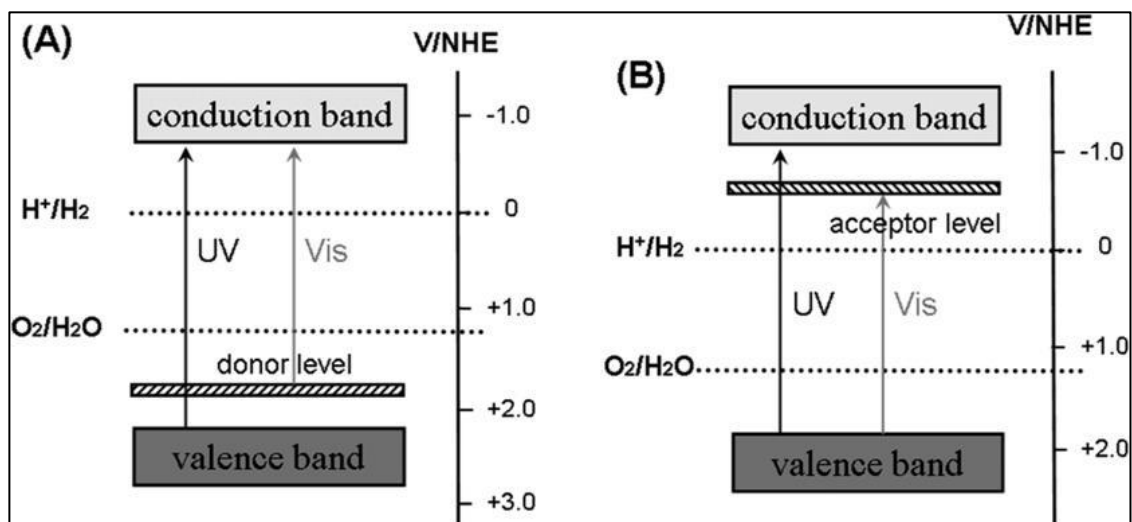 (A)
V/NHE
conduction band
-1.0
H+/H2
0
UV
Vis
+1.0
O2/H2O
donor level
+2.0
valence band
+3.0
(B)
V/NHE
conduction band
-1.0
acceptor level
H+/H2
0
UV
Vis
+1.0
O2/H2O
+2.0
valence band